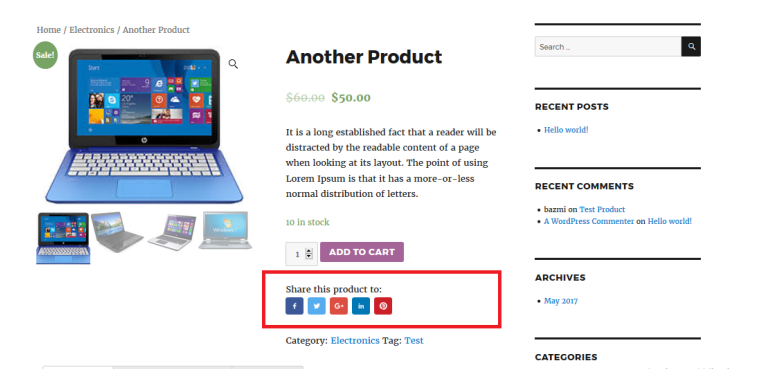 Home / Electronics / Another Product
Sale!
Start
Another Product
$60.00 $50.00
It is a long established fact that a reader will be
distracted by the readable content of a page
when looking at its layout. The point of using
Lorem Ipsum is that it has a more-or-less
normal distribution of letters.
10 in stock
1 ADD TO CART
Share this product to:
f G+ in
Category: Electronics Tag: Test
Search ...
RECENT POSTS
Hello world!
RECENT COMMENTS
bazmi on Test Product
A WordPress Commenter on Hello world!
ARCHIVES
May 2017
CATEGORIES